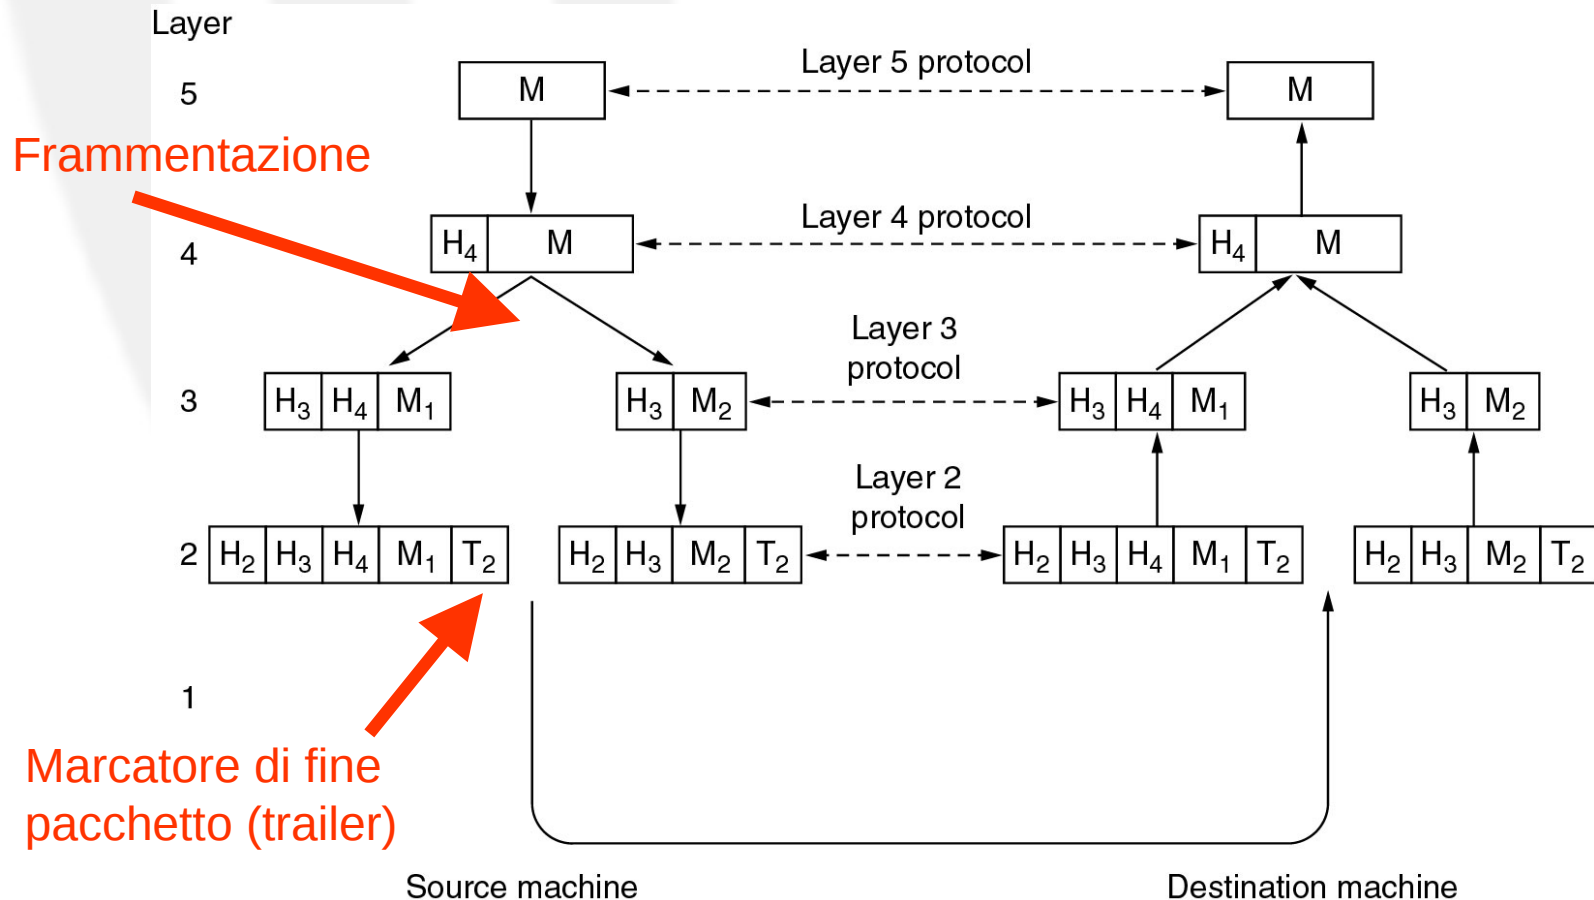 Layer
5
M
Layer 5 protocol
M
Frammentazione
4
H4 M
Layer 4 protocol
H4 M
3
H3 H4 M1
H3 M2
Layer 3
protocol
H3 H4 M1
H3 M2
2
H2 H3 H4 M1 T2
H2 H3 M2 T2
Layer 2
protocol
H2 H3 H4 M1 T2
H2 H3 M2 T2
1
Marcatore di fine
pacchetto (trailer)
Source machine
Destination machine